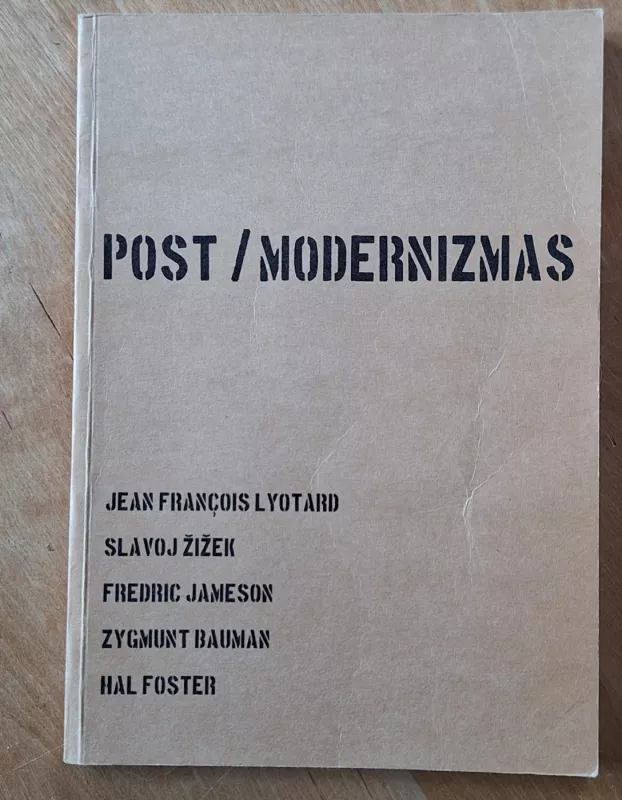 POST / MODERNIZMAS
JEAN FRANÇOIS LYOTARD
SLAVOJ ŽIŽEK
FREDRIC JAMESON
ZYGMUNT BAUMAN
HAL FOSTER